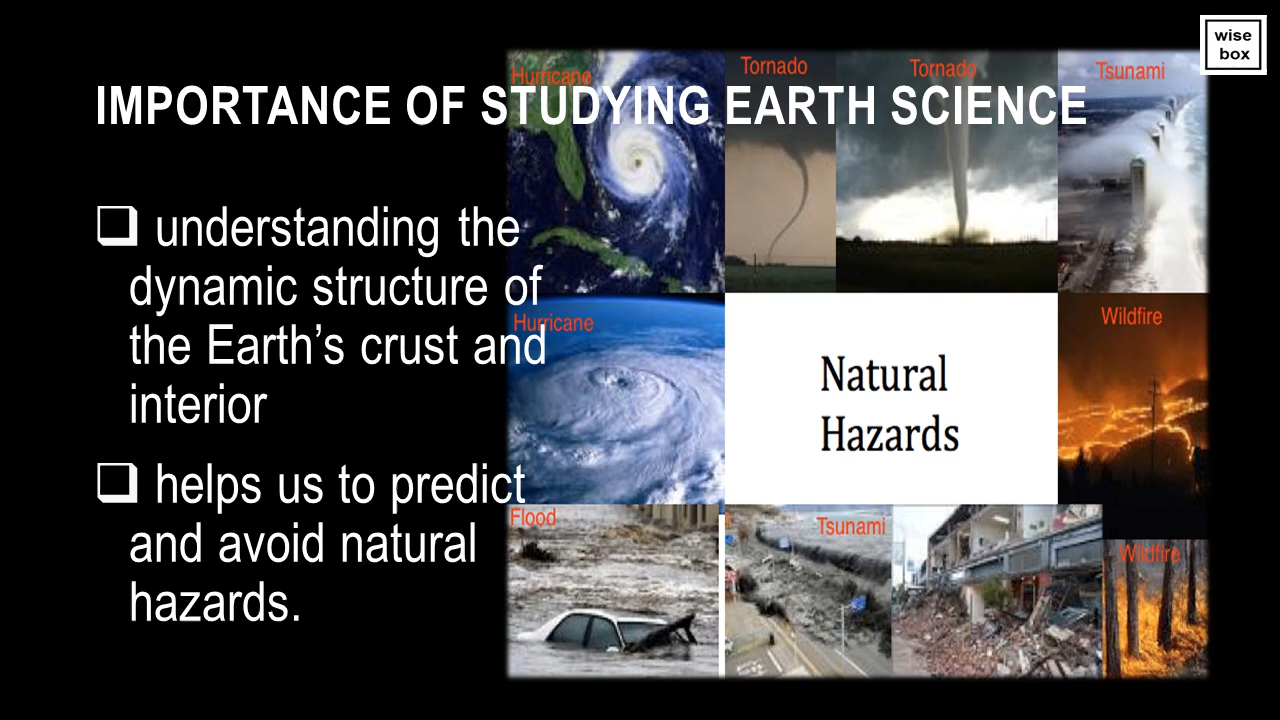 wise
box
IMPORTANCE OF STUDYING EARTH SCIENCE
❑ understanding the
dynamic structure of
the Earth’s crust and
interior
❑ helps us to predict
and avoid natural
hazards.
Hurricane
Tornado
Tornado
Tsunami
Hurricane
Natural
Hazards
Wildfire
Flood
Tsunami
Wildfire